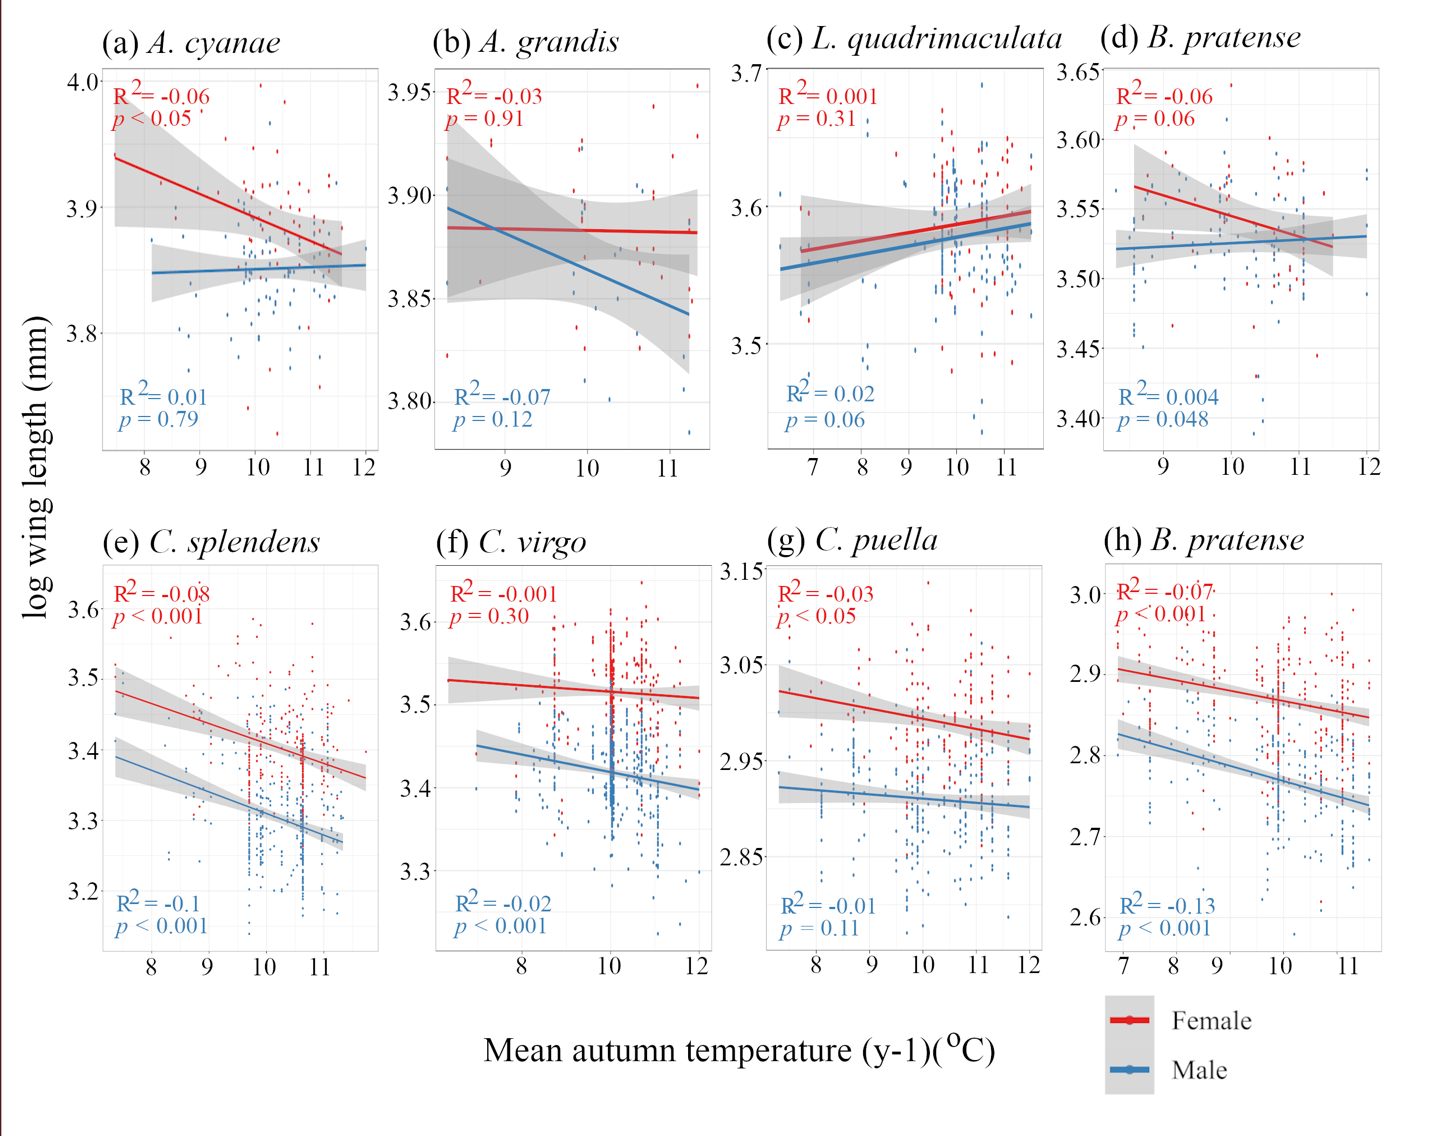 (a) A. cyanae
(b) A. grandis
(c) L. quadrimaculata
(d) B. pratense
4.0
3.9
3.8
R2= -0.06
p < 0.05
R2= 0.01
p = 0.79
8 9 10 11 12
3.95
3.90
3.85
3.80
R2= -0.03
p = 0.91
R2= -0.07
p = 0.12
9 10 11
3.7
3.6
3.5
R2= 0.001
p = 0.31
R2= 0.02
p = 0.06
7 8 9 10 11
3.65
3.60
3.55
3.50
3.45
3.40
R2= -0.06
p = 0.06
R2= 0.004
p = 0.048
9 10 11 12
log wing length (mm)
(e) C. splendens
(f) C. virgo
(g) C. puella
(h) B. pratense
3.6
3.5
3.4
3.3
3.2
R2= -0.08
p < 0.001
R2= -0.1
p < 0.001
8 9 10 11
3.6
3.5
3.4
3.3
R2= -0.001
p = 0.30
R2= -0.02
p < 0.001
8 10 12
3.15
3.05
2.95
2.85
R2= -0.03
p < 0.05
R2= -0.01
p = 0.11
8 9 10 11 12
3.0
2.9
2.8
2.7
2.6
R2= -0.07
p < 0.001
R2= -0.13
p < 0.001
7 8 9 10 11
Mean autumn temperature (y-1)(oC)
Female
Male